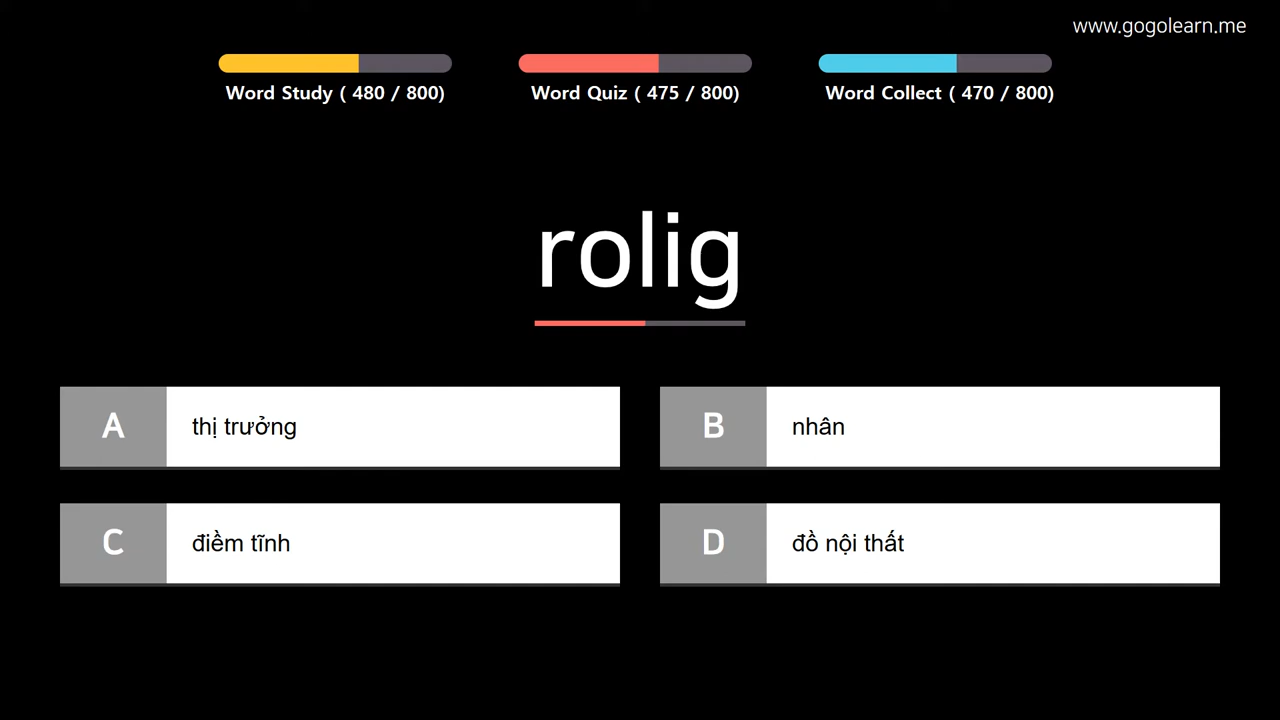 www.gogolearn.me
Word Study ( 480 / 800)
Word Quiz ( 475 / 800)
Word Collect ( 470 / 800)
rolig
A thị trưởng
B nhân
C điềm tĩnh
D đồ nội thất